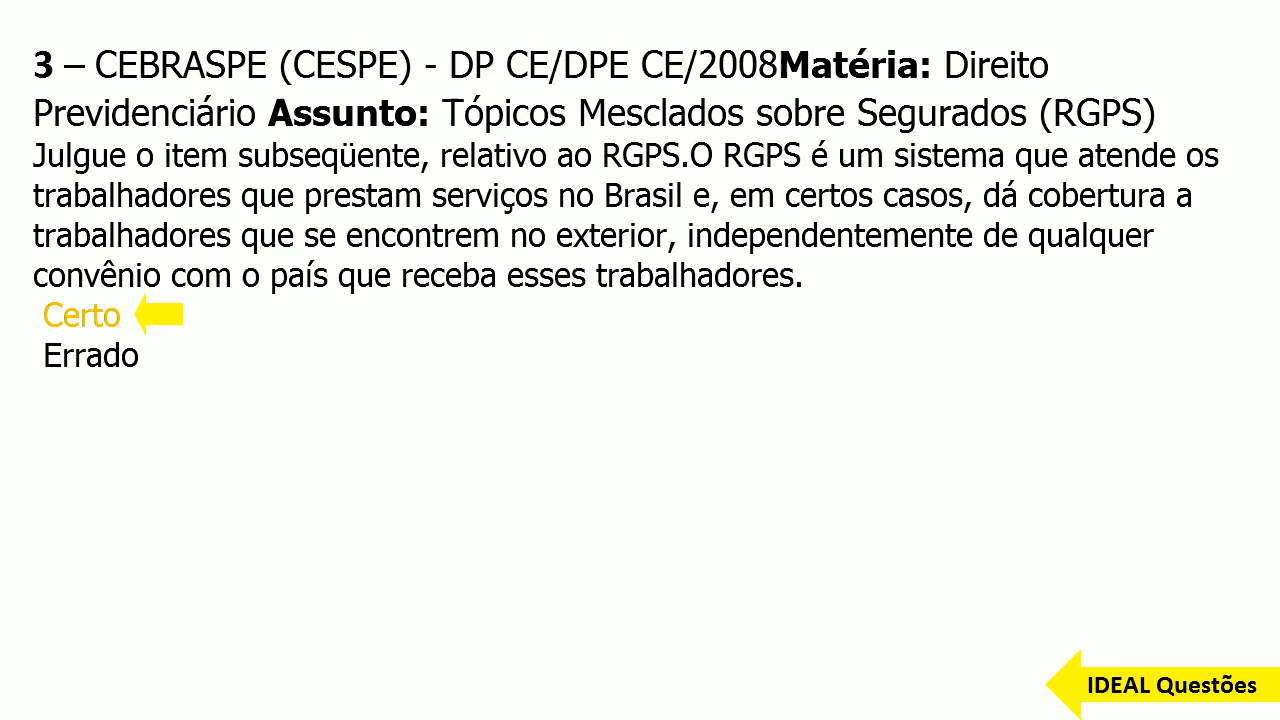 3 – CEBRASPE (CESPE) - DP CE/DPE CE/2008Matéria: Direito
Previdenciário Assunto: Tópicos Mesclados sobre Segurados (RGPS)
Julgue o item subseqüente, relativo ao RGPS.O RGPS é um sistema que atende os
trabalhadores que prestam serviços no Brasil e, em certos casos, dá cobertura a
trabalhadores que se encontrem no exterior, independentemente de qualquer
convênio com o país que receba esses trabalhadores.
Certo
Errado
IDEAL Questões